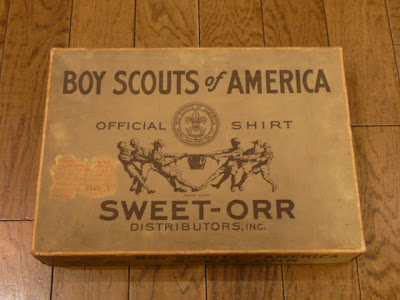 BOY SCOUTS of AMERICA
OFFICIAL SHIRT
SWEET-ORR
DISTRIBUTORS, INC.
BOY SCOUTS of AMERICA